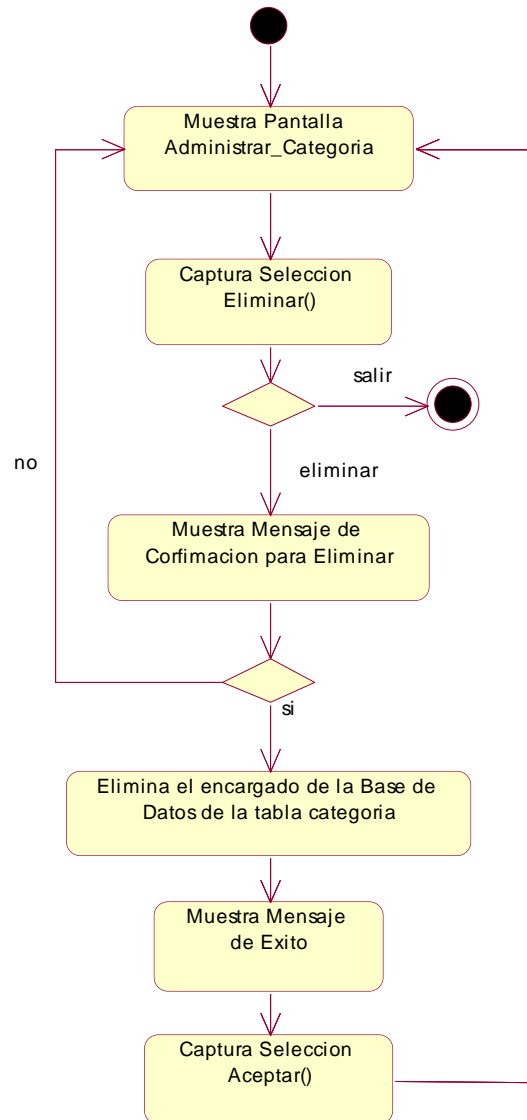 Muestra Pantalla
Administrar_Categoria
Captura Seleccion
Eliminar()
salir
no
eliminar
Muestra Mensaje de
Corfimacion para Eliminar
si
Elimina el encargado de la Base de
Datos de la tabla categoria
Muestra Mensaje
de Exito
Captura Seleccion
Aceptar()